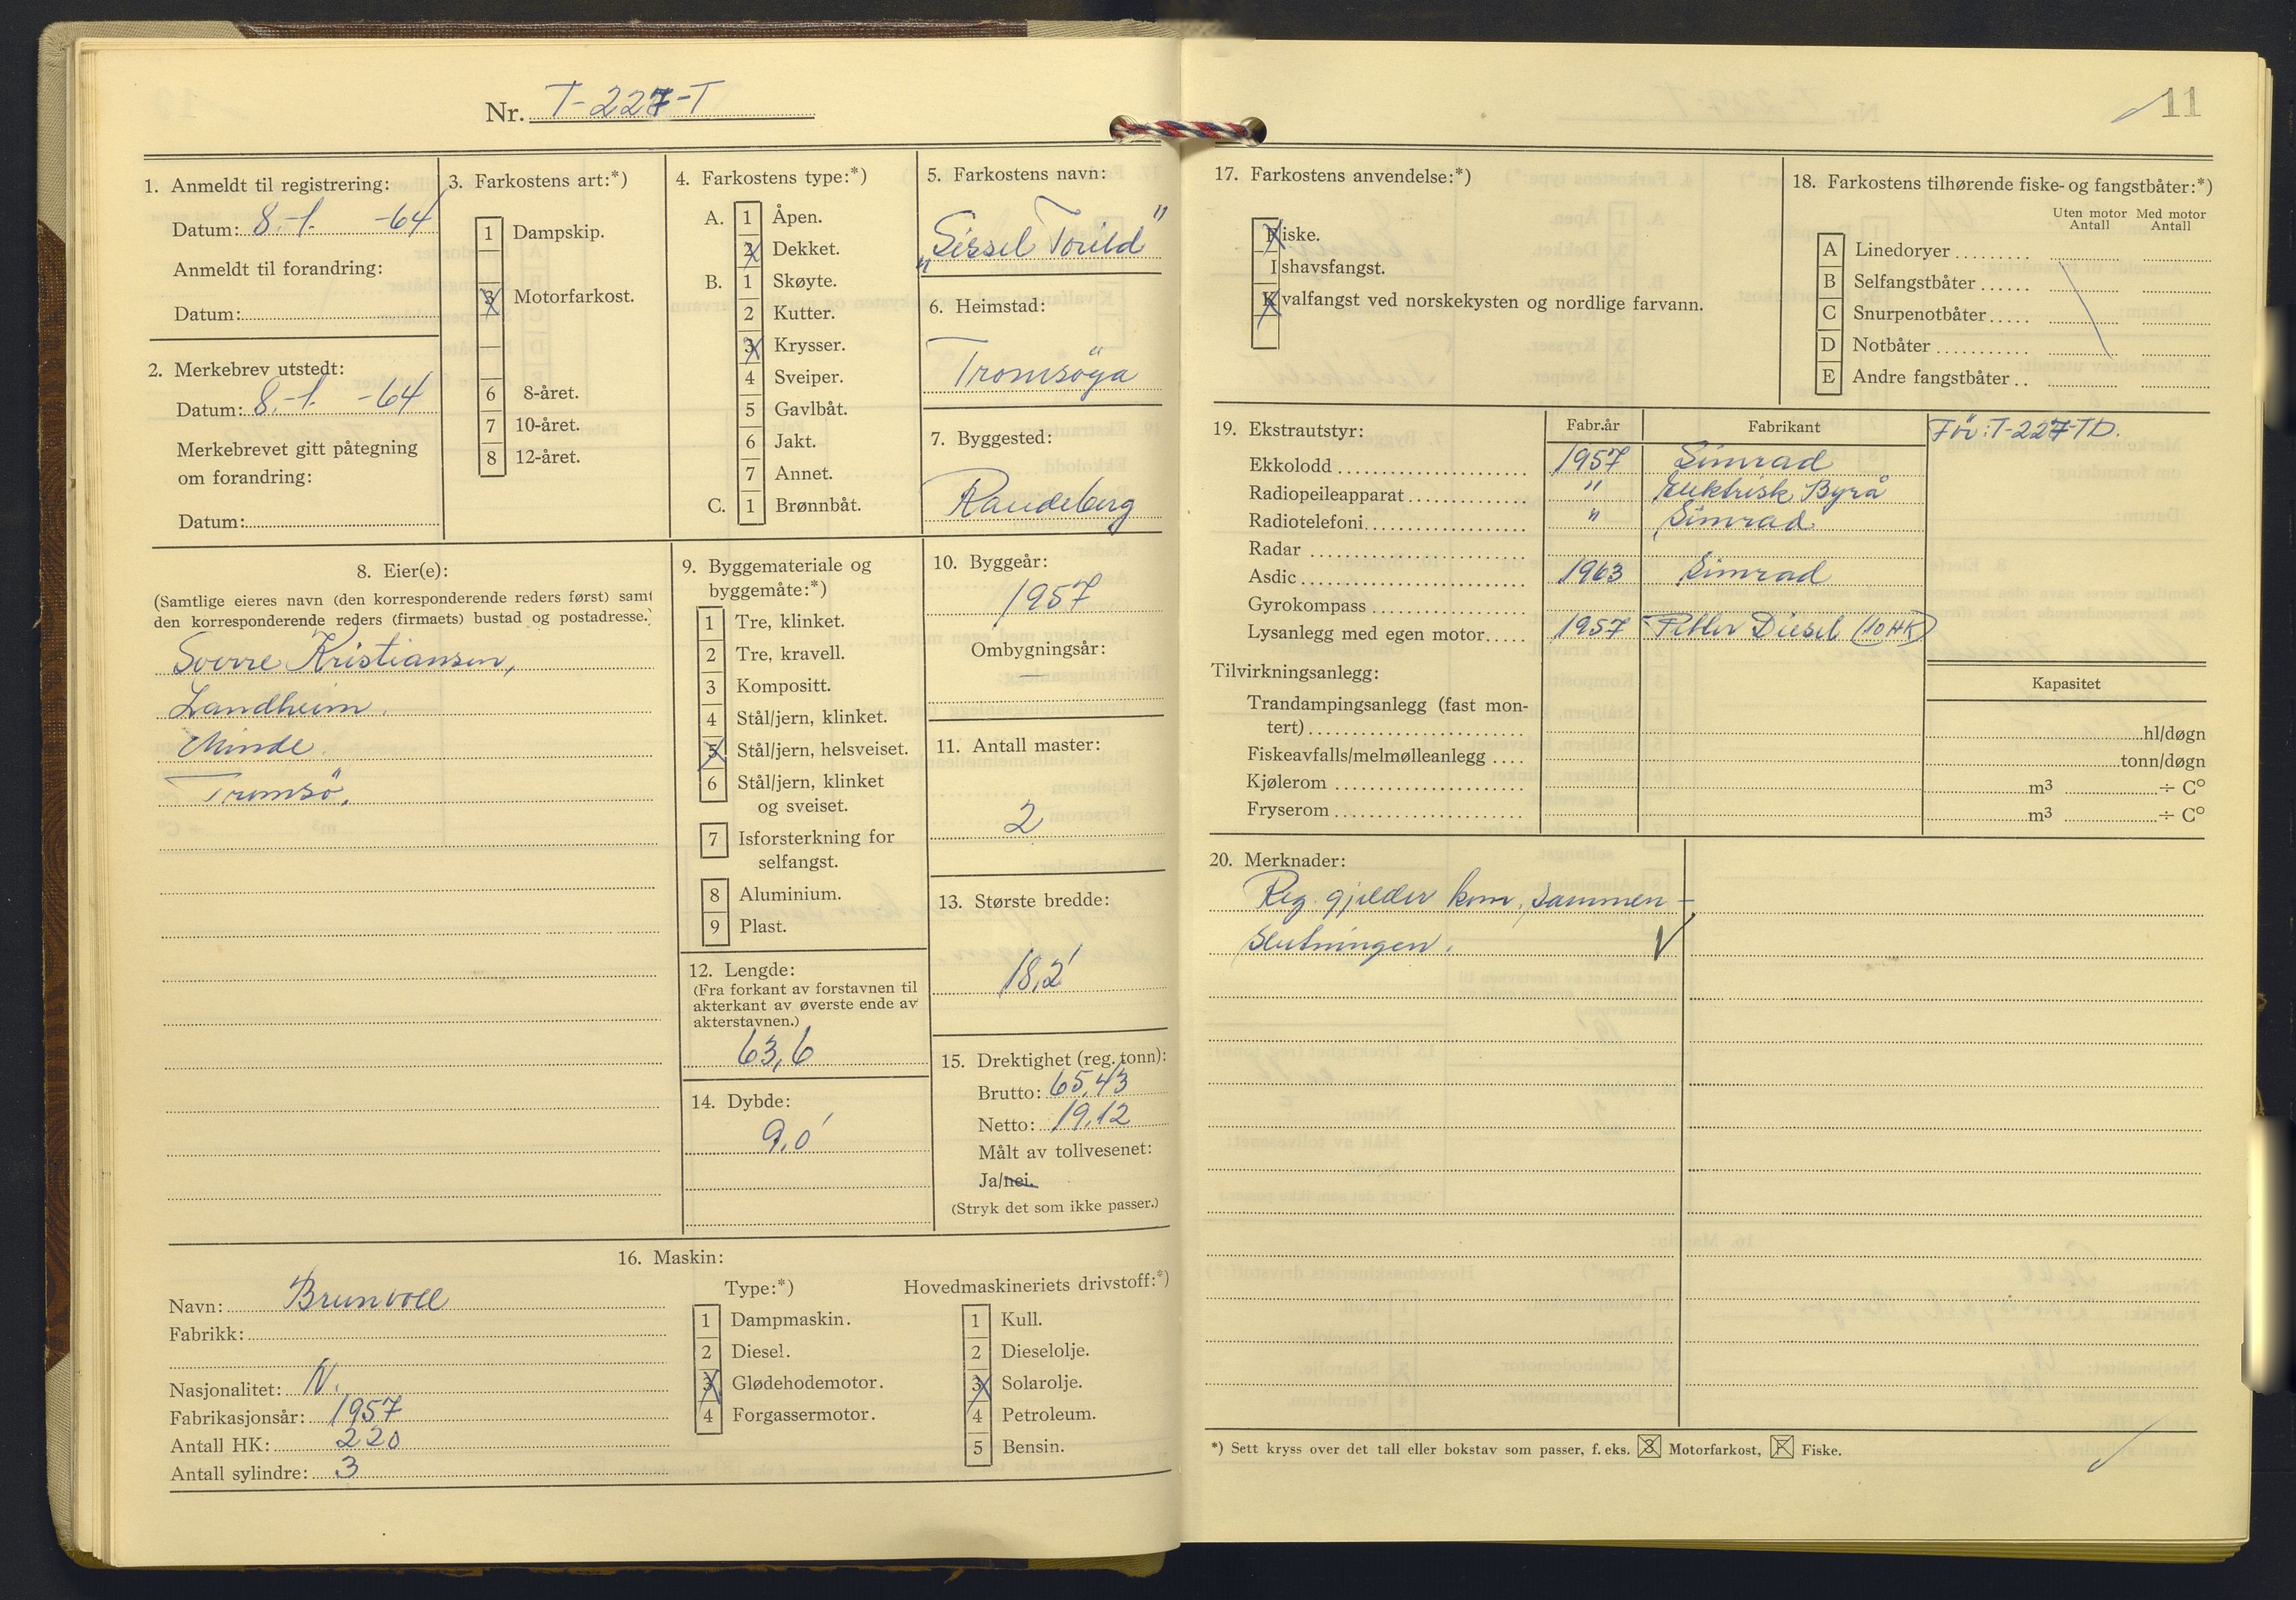 Nr. T-227-T
1. Anmeldt til registrering:
Datum: 8.-1. -64
Anmeldt til forandring:
Datum:
2. Merkebrev utstedt:
Datum: 8.-1. -64
Merkebrevet gitt påtegning
om forandring:
Datum:
3. Farkostens art:*)
1 Dampskip.
3 Motorfarkost.
6 8-året.
7 10-året.
8 12-året.
4. Farkostens type:*)
A. 1 Åpen.
2 Dekket.
B. 1 Skøyte.
2 Kutter.
3 Krysser.
4 Sveiper.
5 Gavlbåt.
6 Jakt.
7 Annet.
C. 1 Brønnbåt.
5. Farkostens navn:
„Sissel Torild"
6. Heimstad:
Tromsöya
7. Byggested:
Randeberg
8. Eier(e):
(Samtlige eieres navn (den korresponderende reders først) samt
den korresponderende reders (firmaets) bustad og postadresse.)
Sverre Kristiansen,
Landheim.
Minde.
Tromsö.
9. Byggemateriale og
byggemåte:*)
1 Tre, klinket.
2 Tre, kravell.
3 Kompositt.
4 Stål/jern, klinket.
5 Stål/jern, helsveiset.
6 Stål/jern, klinket
og sveiset.
7 Isforsterkning for
selfangst.
8 Aluminium.
9 Plast.
10. Byggeår:
1957
Ombygningsår:
—
11. Antall master:
2
12. Lengde:
(Fra forkant av forstavnen til
akterkant av øverste ende av
akterstavnen.)
63,6
13. Største bredde:
18,2'
14. Dybde:
9,0'
15. Drektighet (reg. tonn):
Brutto: 65,43
Netto: 19,12
Målt av tollvesenet:
Ja/nei.
(Stryk det som ikke passer.)
16. Maskin:
Navn: Brunvoll
Fabrikk:
Nasjonalitet: N.
Fabrikasjonsår: 1957
Antall HK: 220
Antall sylindre: 3
Type:*)
1 Dampmaskin.
2 Diesel.
3 Glødehodemotor.
4 Forgassermotor.
Hovedmaskineriets drivstoff:*)
1 Kull.
2 Dieselolje.
3 Solarolje.
4 Petroleum.
5 Bensin.
11
17. Farkostens anvendelse:*)
Fiske.
Ishavsfangst.
Kvalfangst ved norskekysten og nordlige farvann.
18. Farkostens tilhørende fiske- og fangstbåter:*)
Uten motor Med motor
Antall Antall
A Linedoryer
B Selfangstbåter
C Snurpenotbåter
D Notbåter
E Andre fangstbåter
19. Ekstrautstyr: Fabr.år Fabrikant
För: T-227-TD.
Ekkolodd 1957 Simrad
Radiopeileapparat " Elektrisk Byrå
Radiotelefoni " Simrad
Radar
Asdic 1963 Simrad
Gyrokompass
Lysanlegg med egen motor 1957 Petter Diesel (10 HK)
Tilvirkningsanlegg: Kapasitet
Trandampingsanlegg (fast mon-
tert) hl/døgn
Fiskeavfalls/melmølleanlegg tonn/døgn
Kjølerom m³ ÷ C°
Fryserom m³ ÷ C°
20. Merknader:
Reg. gjelder kom. sammen-
slutningen.
*) Sett kryss over det tall eller bokstav som passer, f. eks. 3 Motorfarkost, F Fiske.